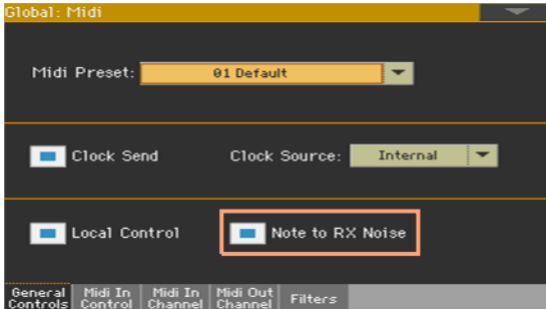 Global: Midi
Midi Preset: 01 Default
Clock Send Clock Source: Internal
Local Control Note to RX Noise
General Controls Midi In Control Midi In Channel Midi Out Channel Filters